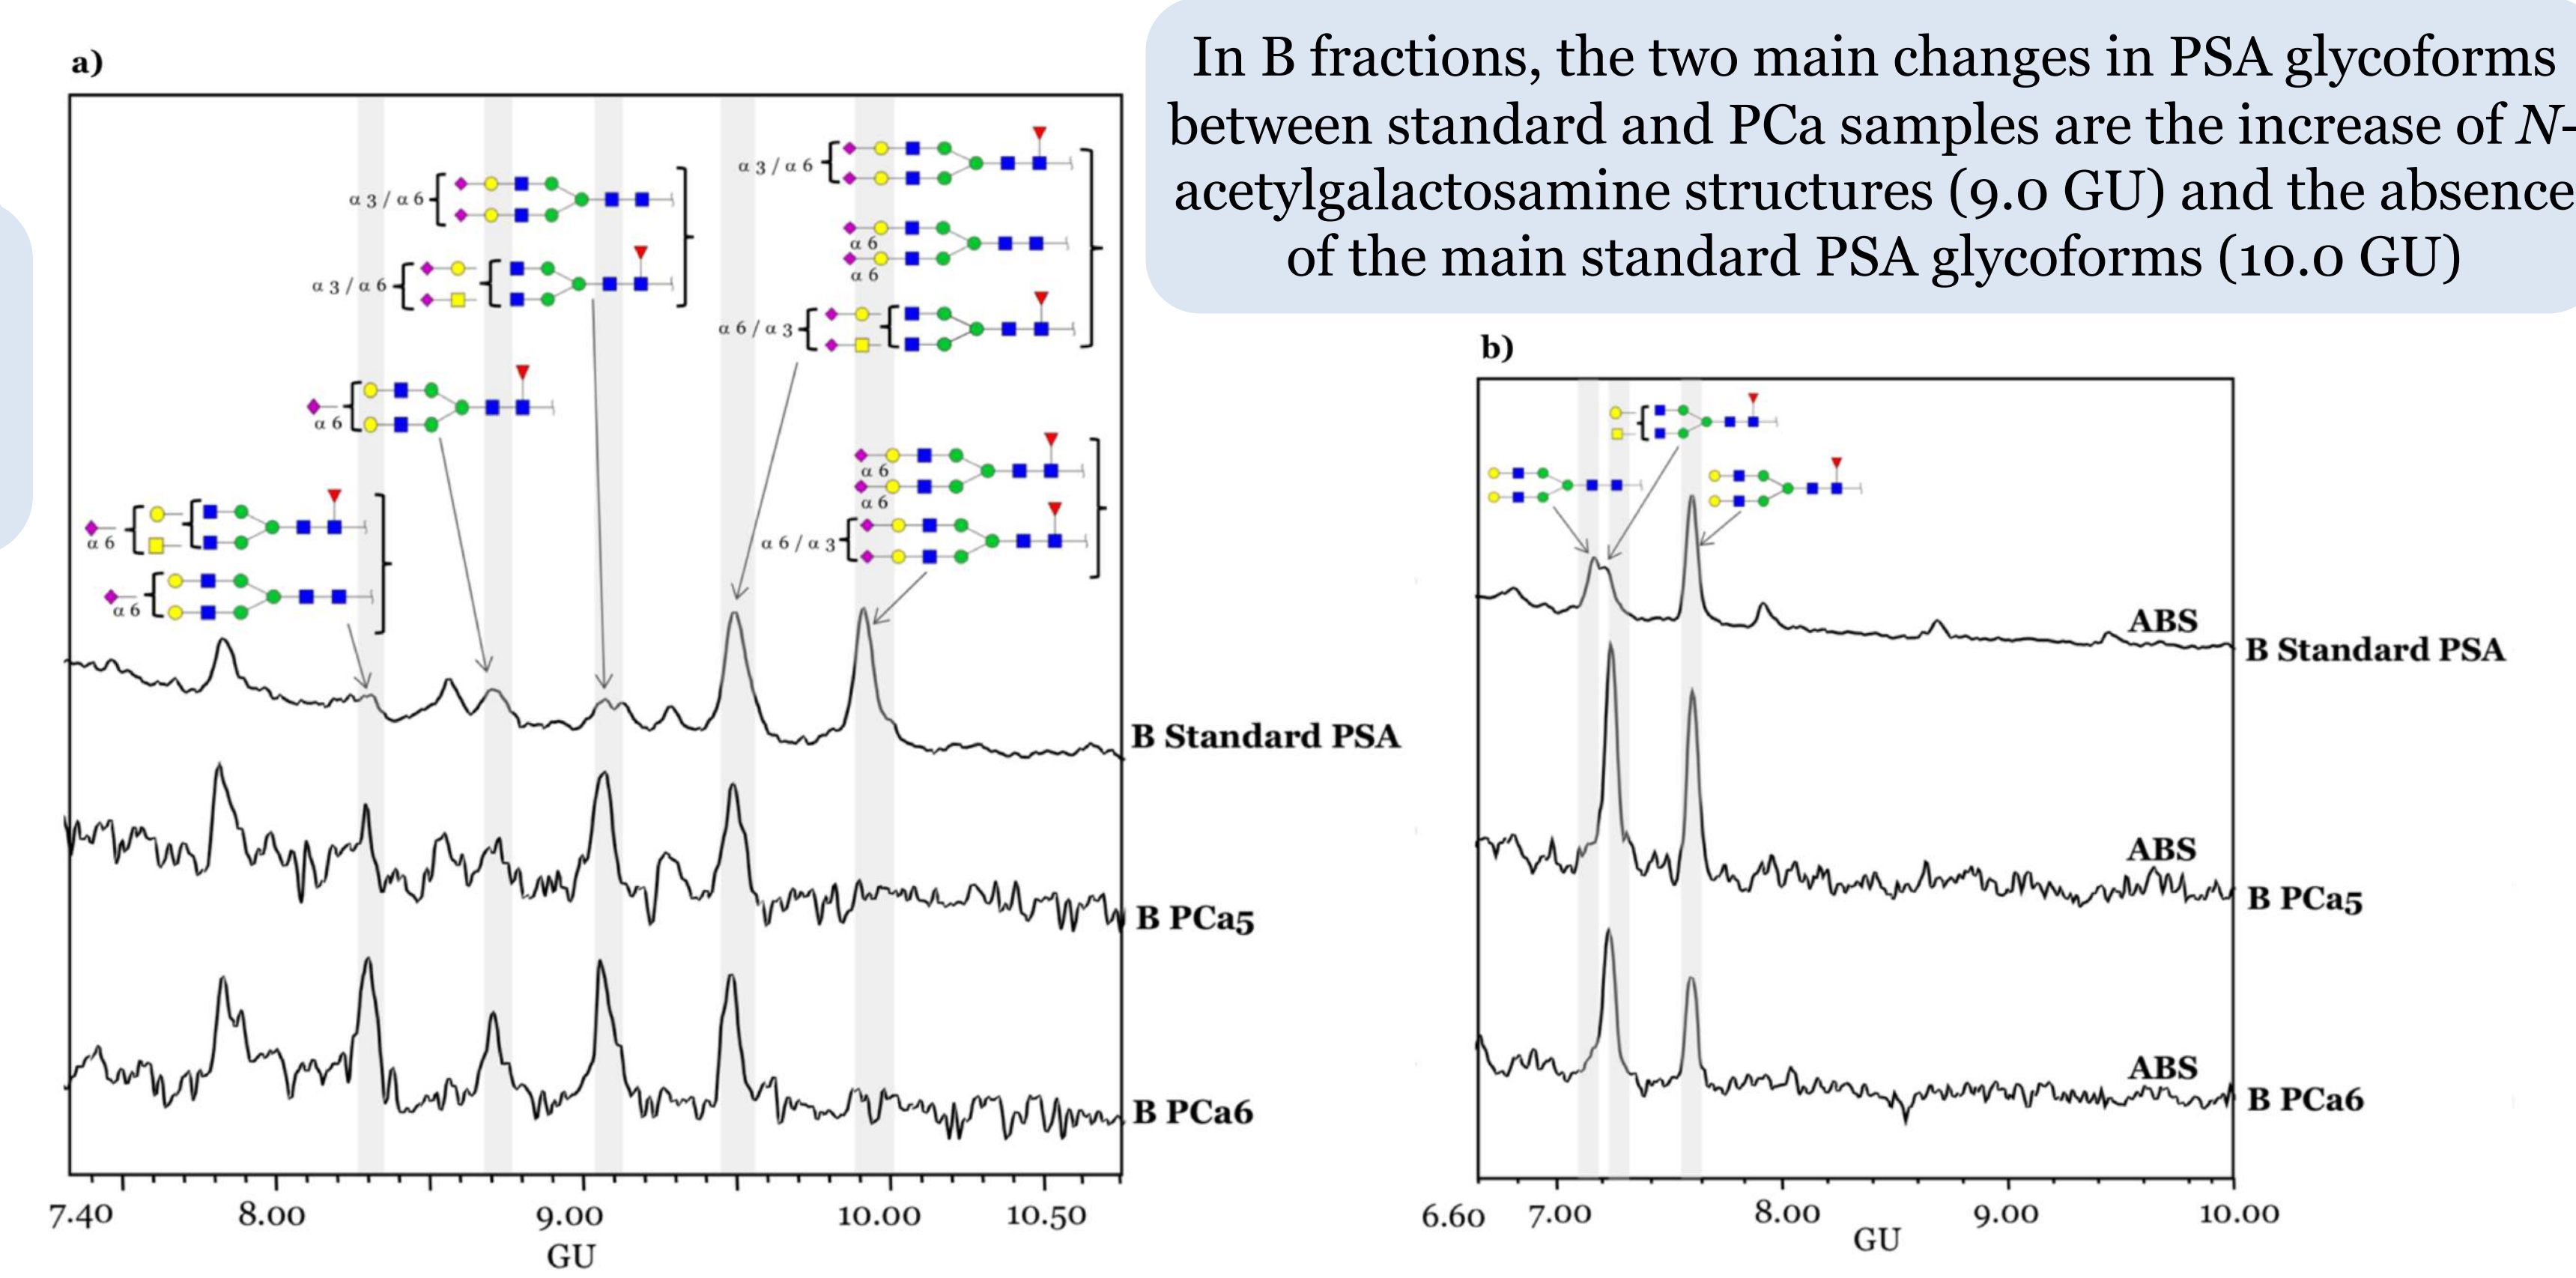 a)
In B fractions, the two main changes in PSA glycoforms
between standard and PCa samples are the increase of N-
acetylgalactosamine structures (9.0 GU) and the absence
of the main standard PSA glycoforms (10.0 GU)
α 3 / α 6
α 3 / α 6
α 6
α 6
α 6
α 3 / α 6
α 6
α 6
α 6 / α 3
α 6
α 6
α 6 / α 3
B Standard PSA
B PCa5
B PCa6
7.40 8.00 9.00 10.00 10.50
GU
b)
ABS
B Standard PSA
ABS
B PCa5
ABS
B PCa6
6.60 7.00 8.00 9.00 10.00
GU